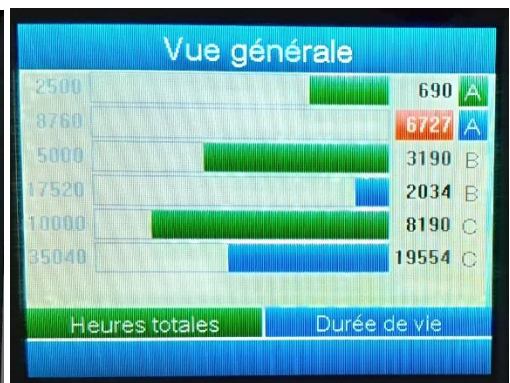 Vue générale
2500 690 A
8760 6727 A
5000 3190 B
17520 2034 B
10000 8190 C
35040 19554 C
Heures totales Durée de vie